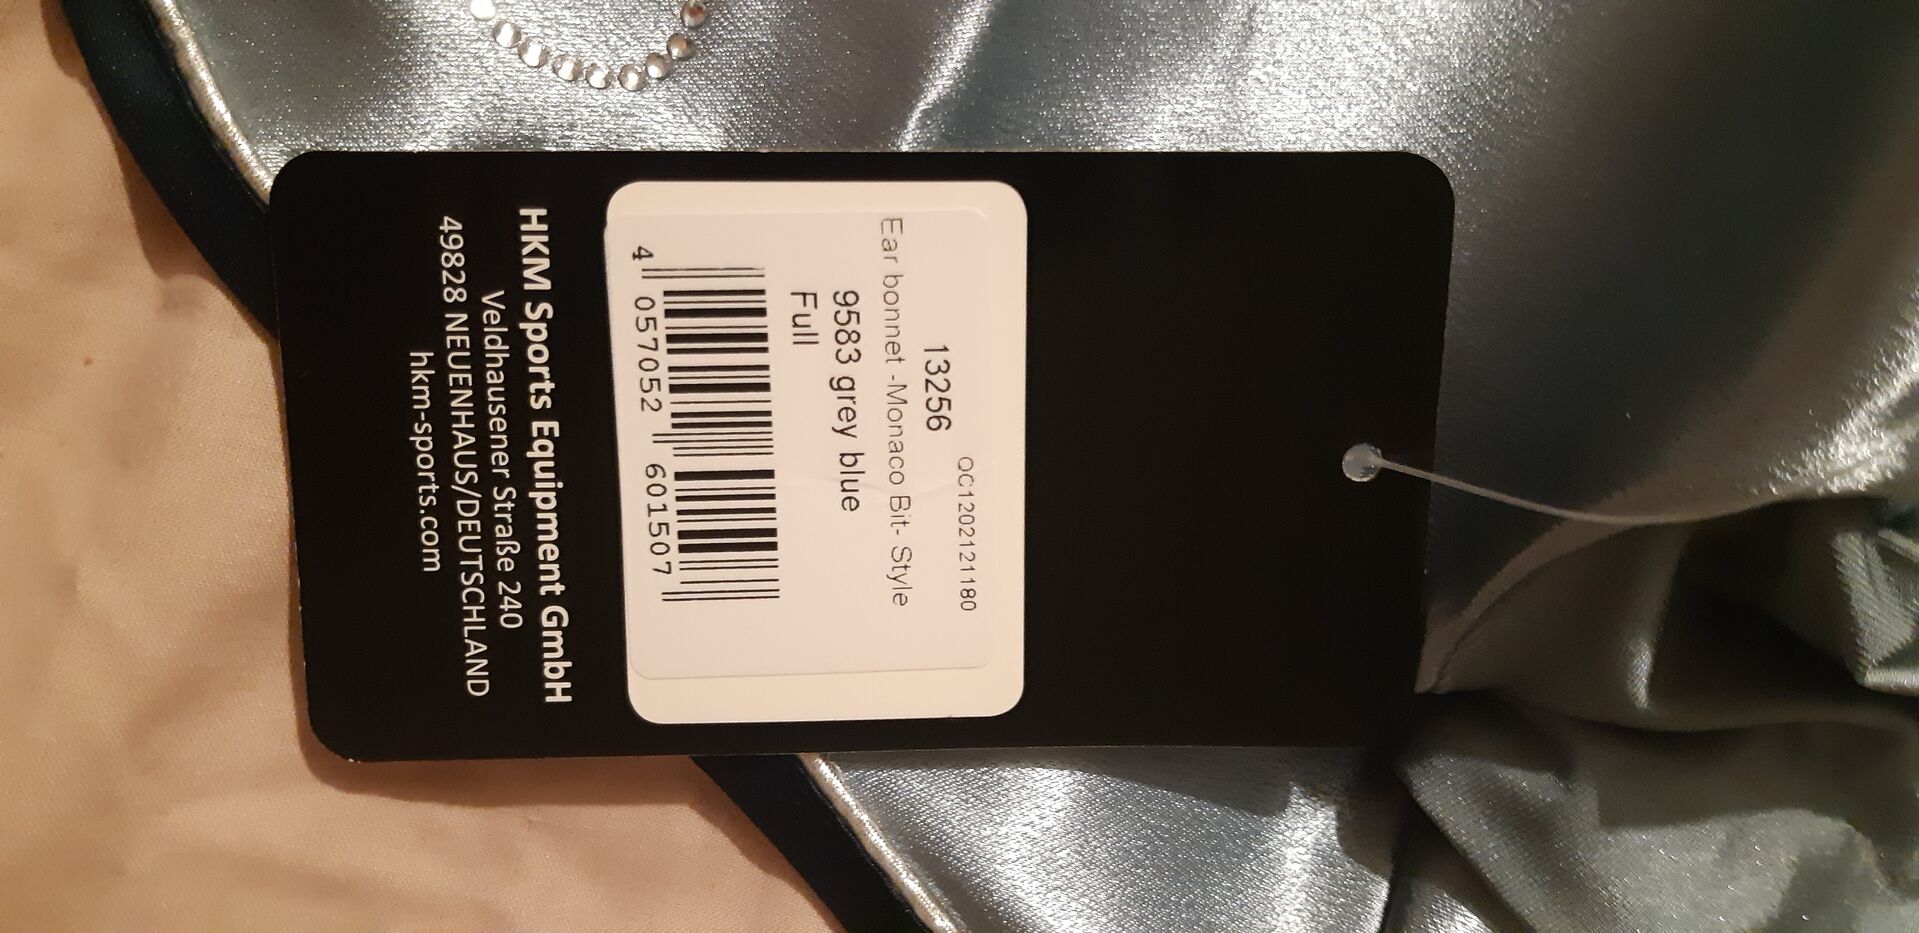 QC1202121180
13256
Ear bonnet -Monaco Bit- Style
9583 grey blue
Full
4 057052 601507
HKM Sports Equipment GmbH
Veldhausener Straße 240
49828 NEUENHAUS/DEUTSCHLAND
hkm-sports.com